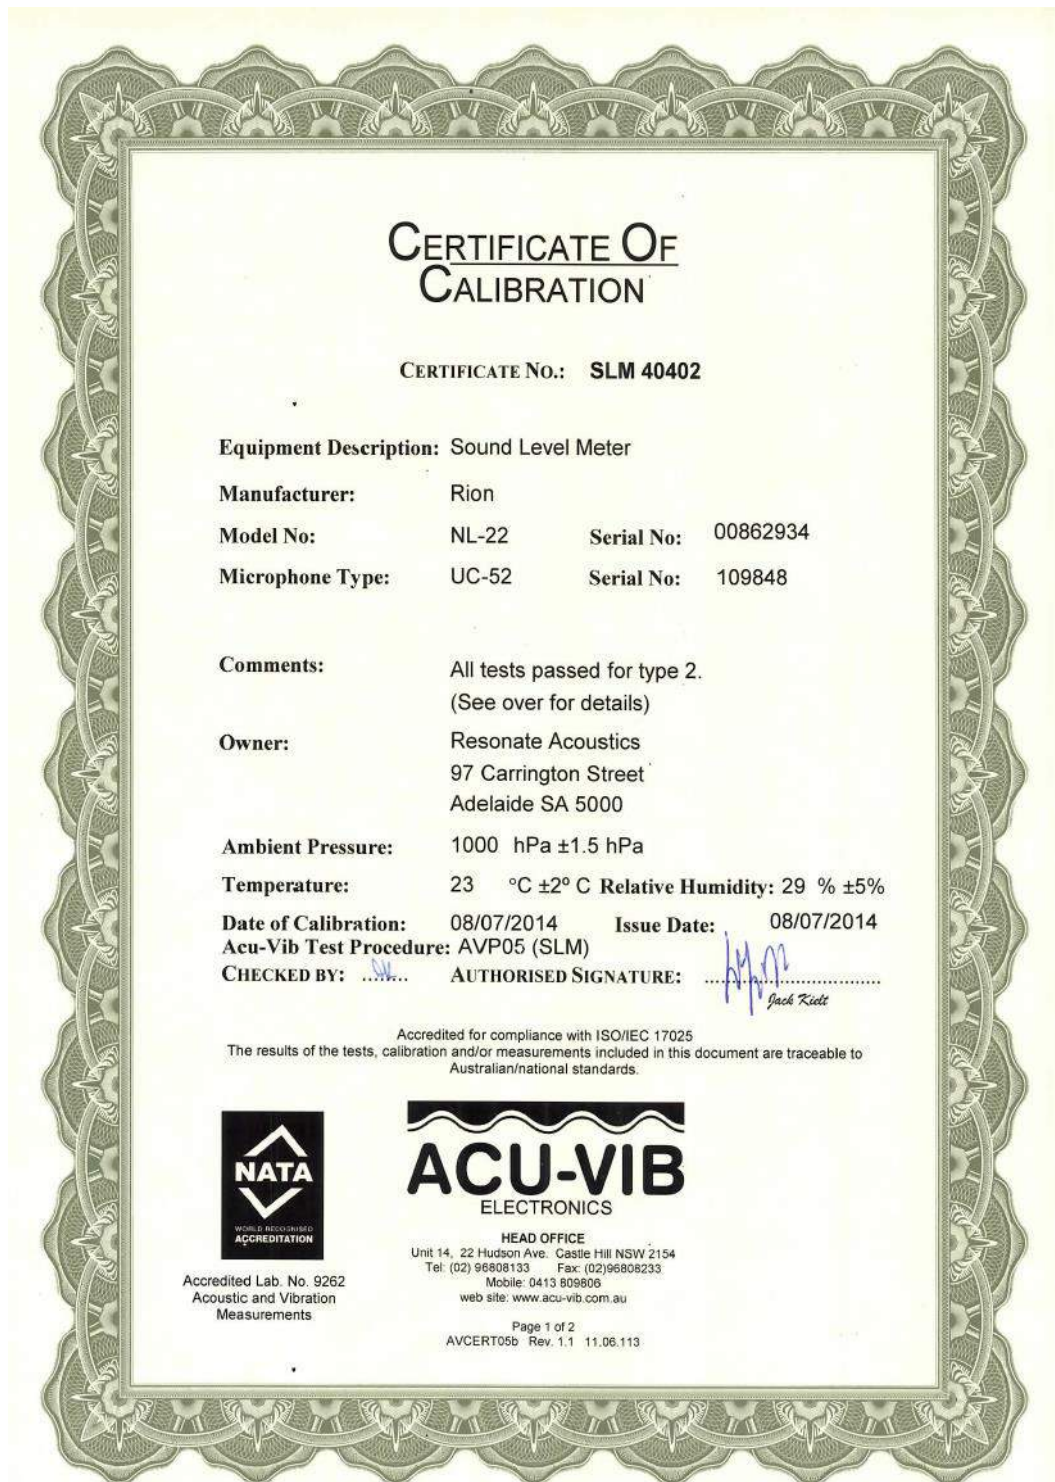 CERTIFICATE OF
CALIBRATION
CERTIFICATE NO.: SLM 40402
Equipment Description: Sound Level Meter
Manufacturer: Rion
Model No: NL-22 Serial No: 00862934
Microphone Type: UC-52 Serial No: 109848
Comments: All tests passed for type 2.
(See over for details)
Owner: Resonate Acoustics
97 Carrington Street
Adelaide SA 5000
Ambient Pressure: 1000 hPa ±1.5 hPa
Temperature: 23 °C ±2° C Relative Humidity: 29 % ±5%
Date of Calibration: 08/07/2014 Issue Date: 08/07/2014
Acu-Vib Test Procedure: AVP05 (SLM)
CHECKED BY: ........ AUTHORISED SIGNATURE: ................................
Jack Kielt
Accredited for compliance with ISO/IEC 17025
The results of the tests, calibration and/or measurements included in this document are traceable to
Australian/national standards.
NATA
WORLD RECOGNISED
ACCREDITATION
Accredited Lab. No. 9262
Acoustic and Vibration
Measurements
ACU-VIB
ELECTRONICS
HEAD OFFICE
Unit 14, 22 Hudson Ave. Castle Hill NSW 2154
Tel: (02) 96808133 Fax: (02)96808233
Mobile: 0413 809806
web site: www.acu-vib.com.au
Page 1 of 2
AVCERT05b Rev. 1.1 11.06.113